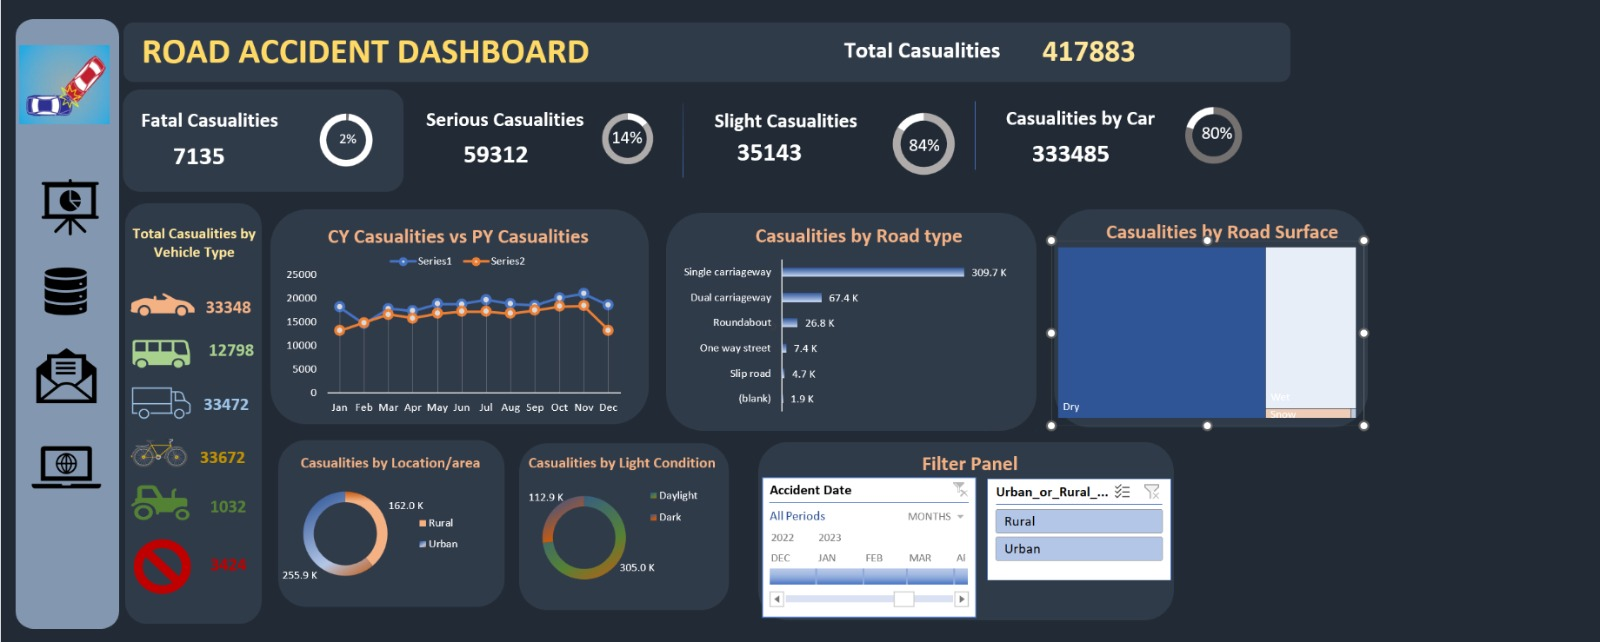 ROAD ACCIDENT DASHBOARD
Total Casualities 417883
Fatal Casualities
7135
2%
Serious Casualities
59312
14%
Slight Casualities
35143
84%
Casualities by Car
333485
80%
Total Casualities by
Vehicle Type
33348
12798
33472
33672
1032
3424
CY Casualities vs PY Casualities
Series1 Series2
25000
20000
15000
10000
5000
0
Jan Feb Mar Apr May Jun Jul Aug Sep Oct Nov Dec
Casualities by Road type
Single carriageway 309.7 K
Dual carriageway 67.4 K
Roundabout 26.8 K
One way street 7.4 K
Slip road 4.7 K
(blank) 1.9 K
Casualities by Road Surface
Dry
Wet
Snow
Casualities by Location/area
162.0 K
Rural
Urban
255.9 K
Casualities by Light Condition
112.9 K
Daylight
Dark
305.0 K
Filter Panel
Accident Date
All Periods MONTHS
2022 2023
DEC JAN FEB MAR AI
Urban_or_Rural_...
Rural
Urban